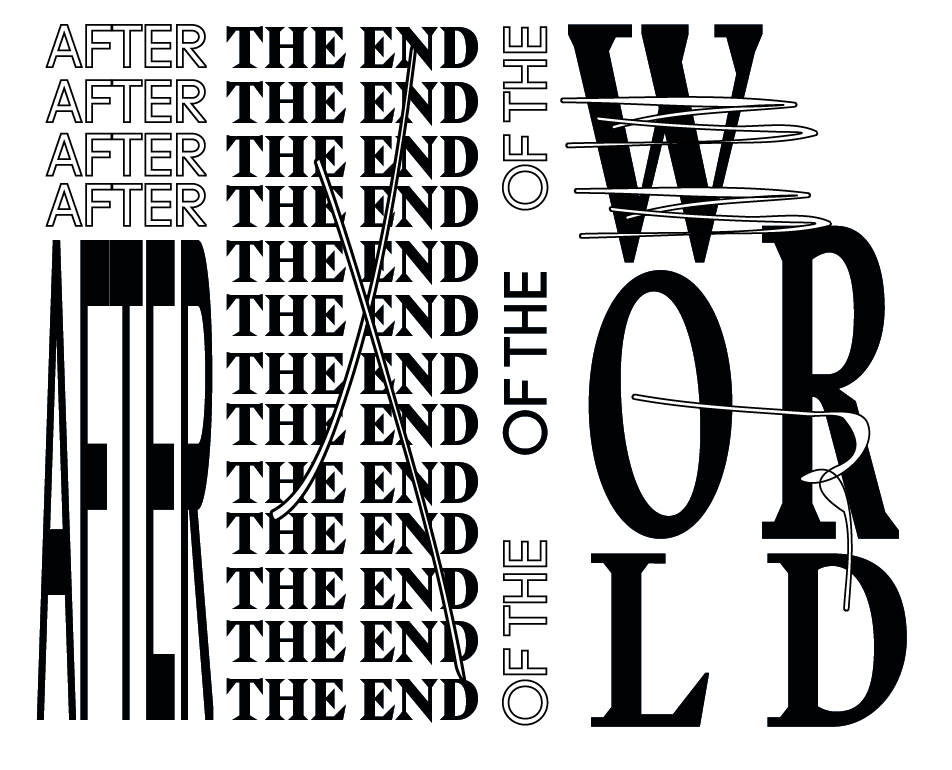 AFTER
AFTER
AFTER
AFTER
AFTER
THE END
THE END
THE END
THE END
THE END
THE END
THE END
THE END
THE END
THE END
THE END
THE END
THE END
OF THE
OF THE
OF THE
W
OR
LD